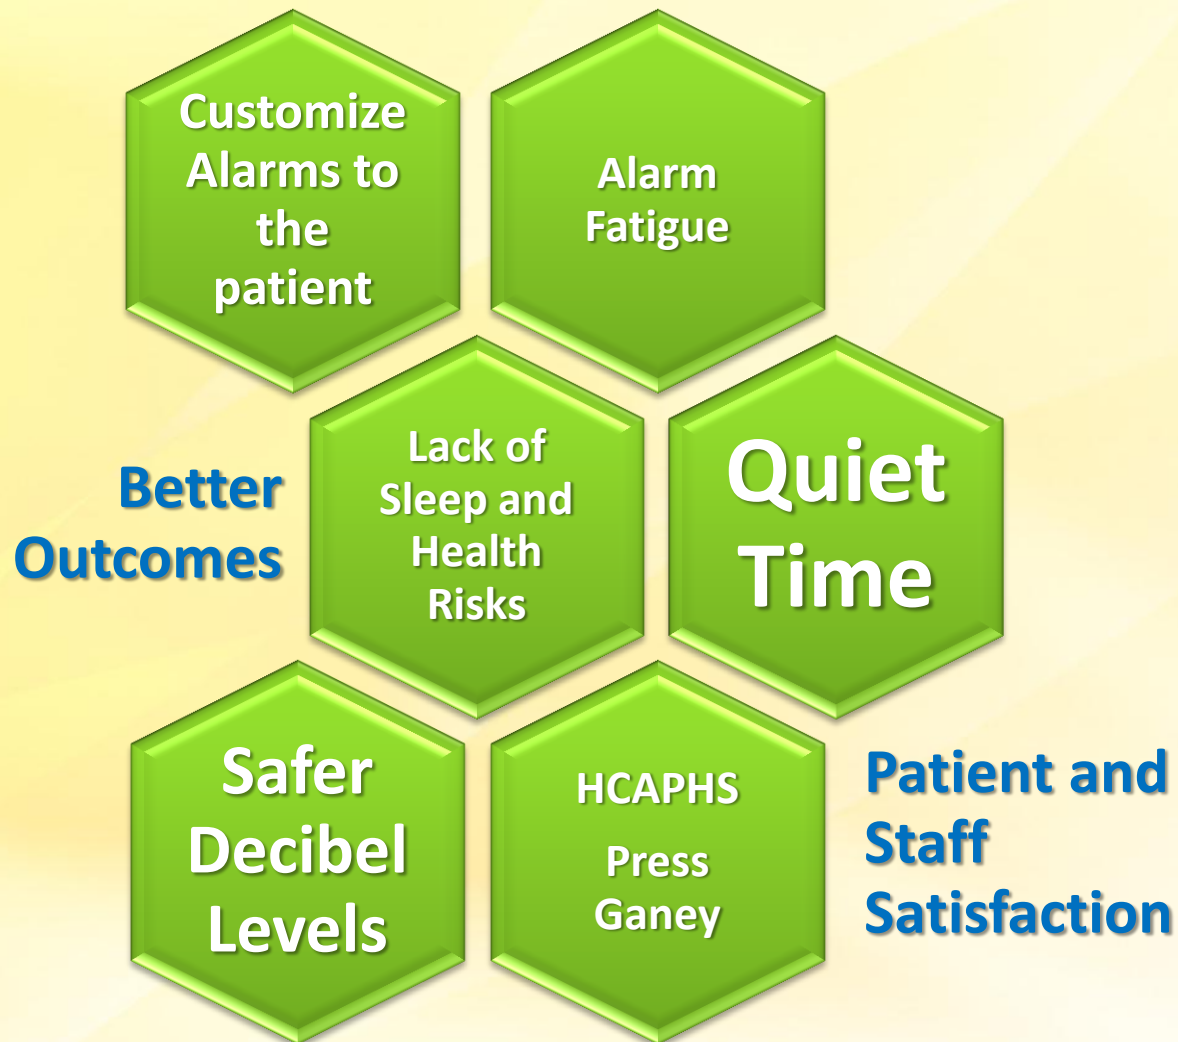 Customize
Alarms to
the
patient
Alarm
Fatigue
Better
Outcomes
Lack of
Sleep and
Health
Risks
Quiet
Time
Safer
Decibel
Levels
HCAPHS
Press
Ganey
Patient and
Staff
Satisfaction